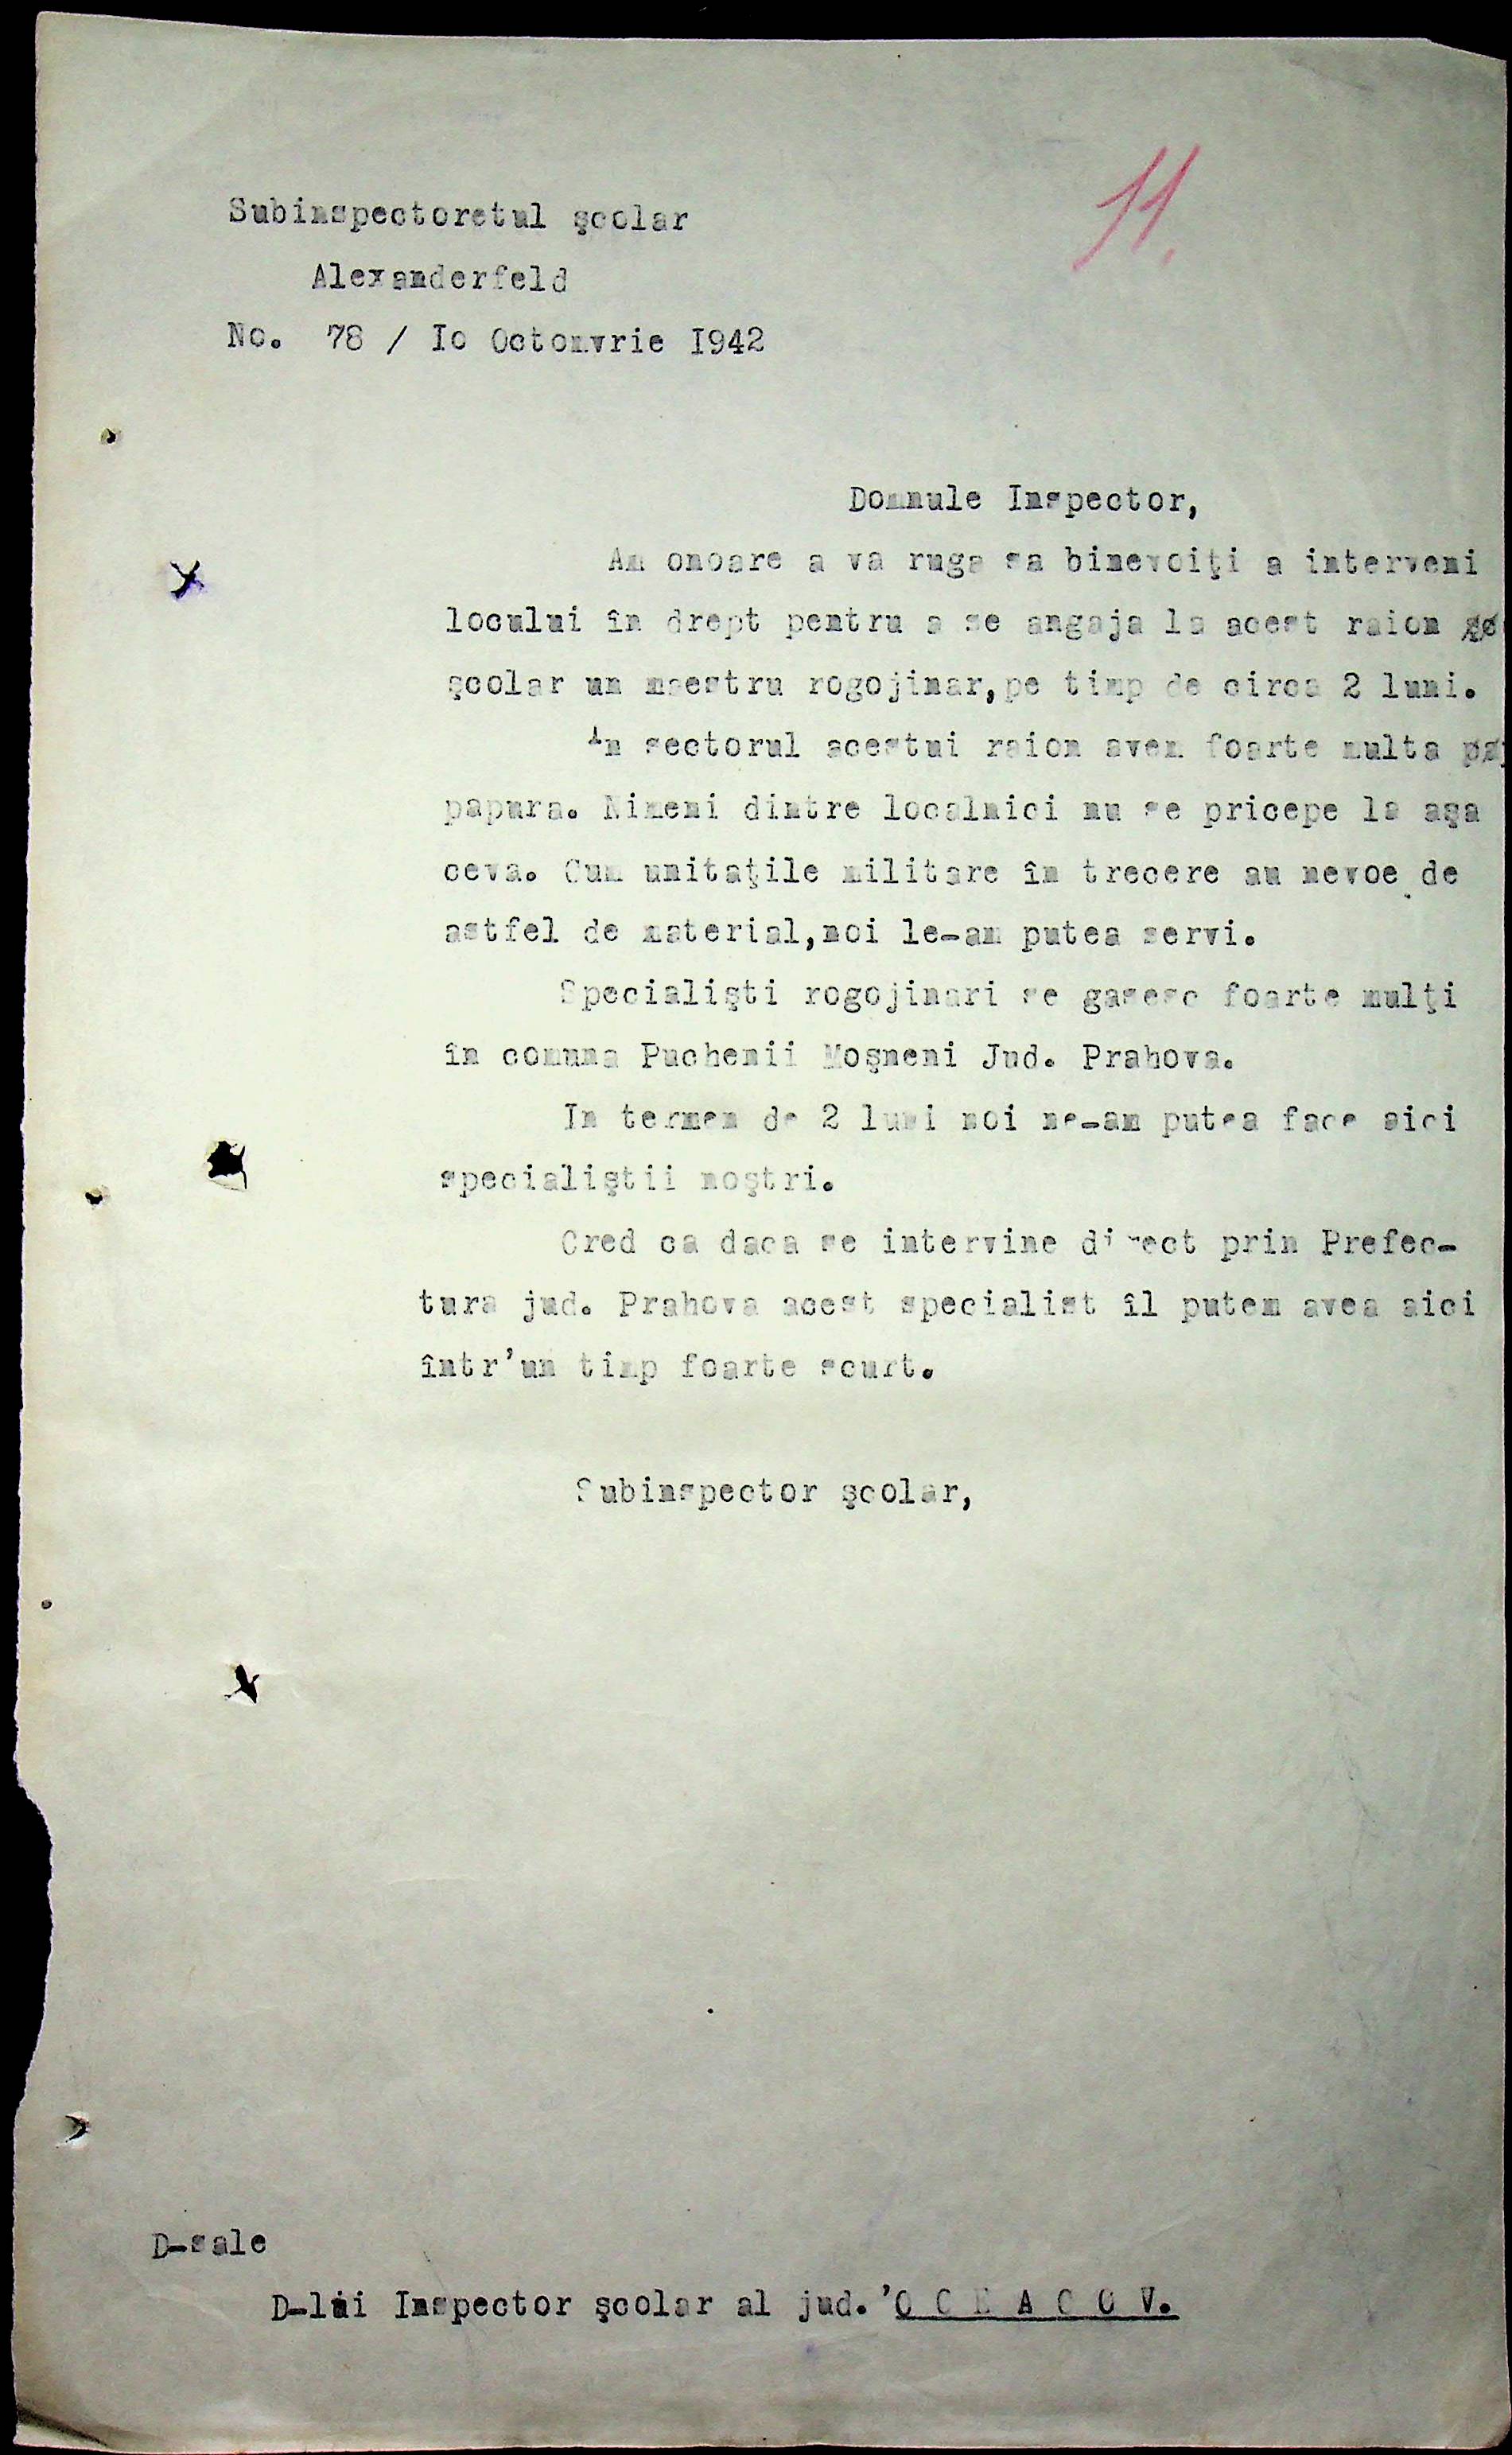 11.
Subinspectoretul şcolar
Alexanderfeld
No. 78 / Io Octomvrie I942
Domnule Inspector,
Am onoare a va ruga sa binevoiţi a interveni
locului în drept pentru a se angaja la acest raion
şcolar un maestru rogojinar,pe timp de circa 2 luni.
In sectorul acestui raion avem foarte multa
papura. Nimeni dintre localnici nu se pricepe la aşa
ceva. Cum unitaţile militare în trecere au nevoe de
astfel de material,noi le-am putea servi.
Specialişti rogojinari se gasesc foarte mulţi
în comuna Puchenii Moşneni Jud. Prahova.
In termen de 2 luni noi ne-am putea face aici
specialiştii noştri.
Cred ca daca se intervine direct prin Prefec-
tura jud. Prahova acest specialist îl putem avea aici
într'un timp foarte scurt.
Subinspector şcolar,
D-sale
D-lui Inspector şcolar al jud.'O C E A C O V.